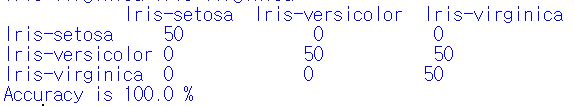 Iris-setosa Iris-versicolor Iris-virginica
Iris-setosa 50 0 0
Iris-versicolor 0 50 50
Iris-virginica 0 0 50
Accuracy is 100.0 %